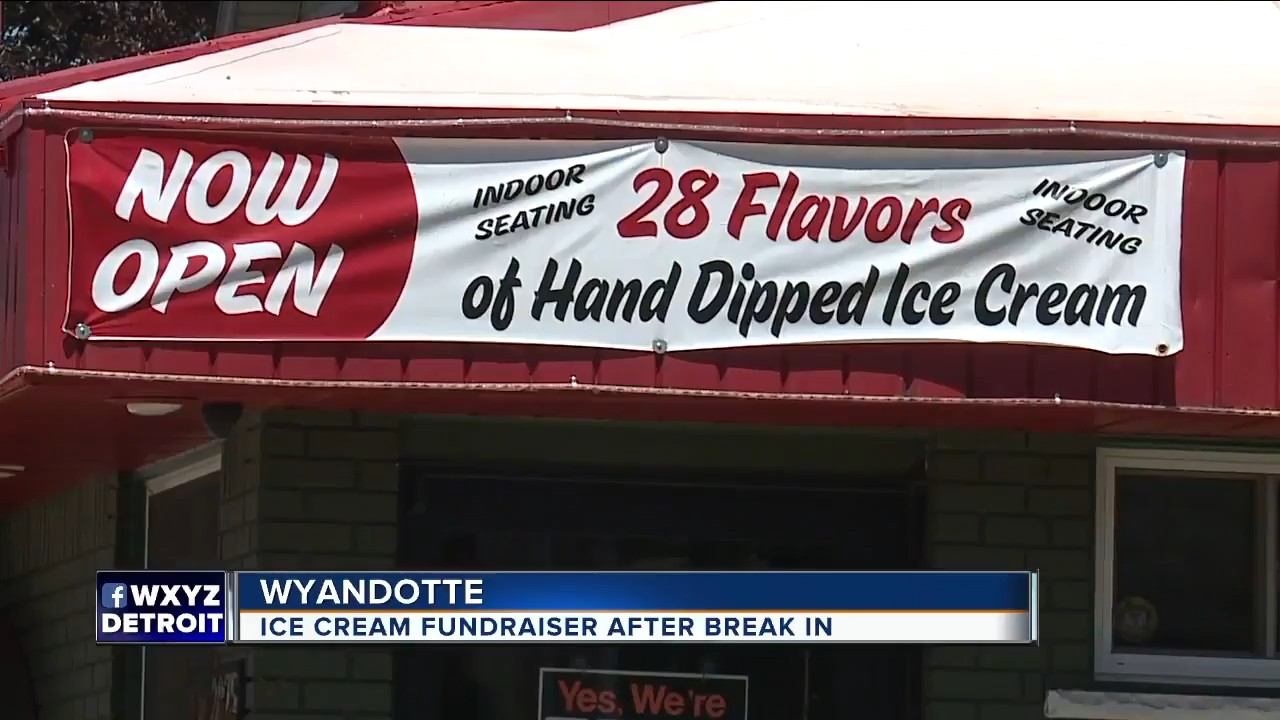 NOW
OPEN
INDOOR
SEATING
28 Flavors
of Hand Dipped Ice Cream
INDOOR
SEATING
f WXYZ
DETROIT
WYANDOTTE
ICE CREAM FUNDRAISER AFTER BREAK IN
Yes, We're